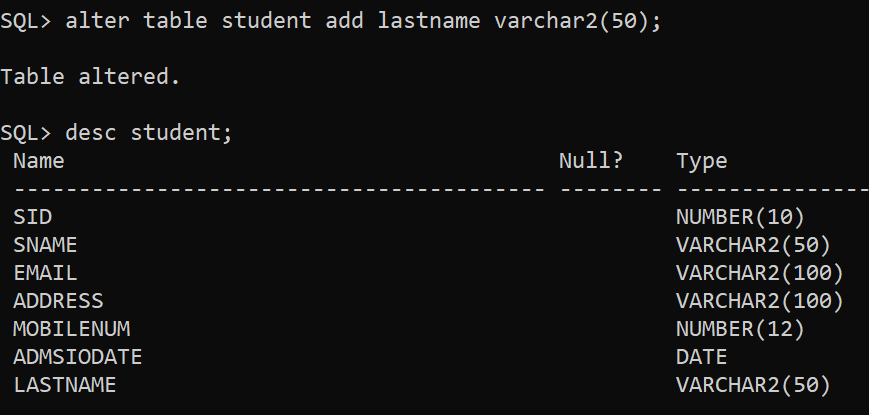 SQL> alter table student add lastname varchar2(50);
Table altered.
SQL> desc student;
Name Null? Type
----------------------------------------- -------- ---------------
SID NUMBER(10)
SNAME VARCHAR2(50)
EMAIL VARCHAR2(100)
ADDRESS VARCHAR2(100)
MOBILENUM NUMBER(12)
ADMSIODATE DATE
LASTNAME VARCHAR2(50)